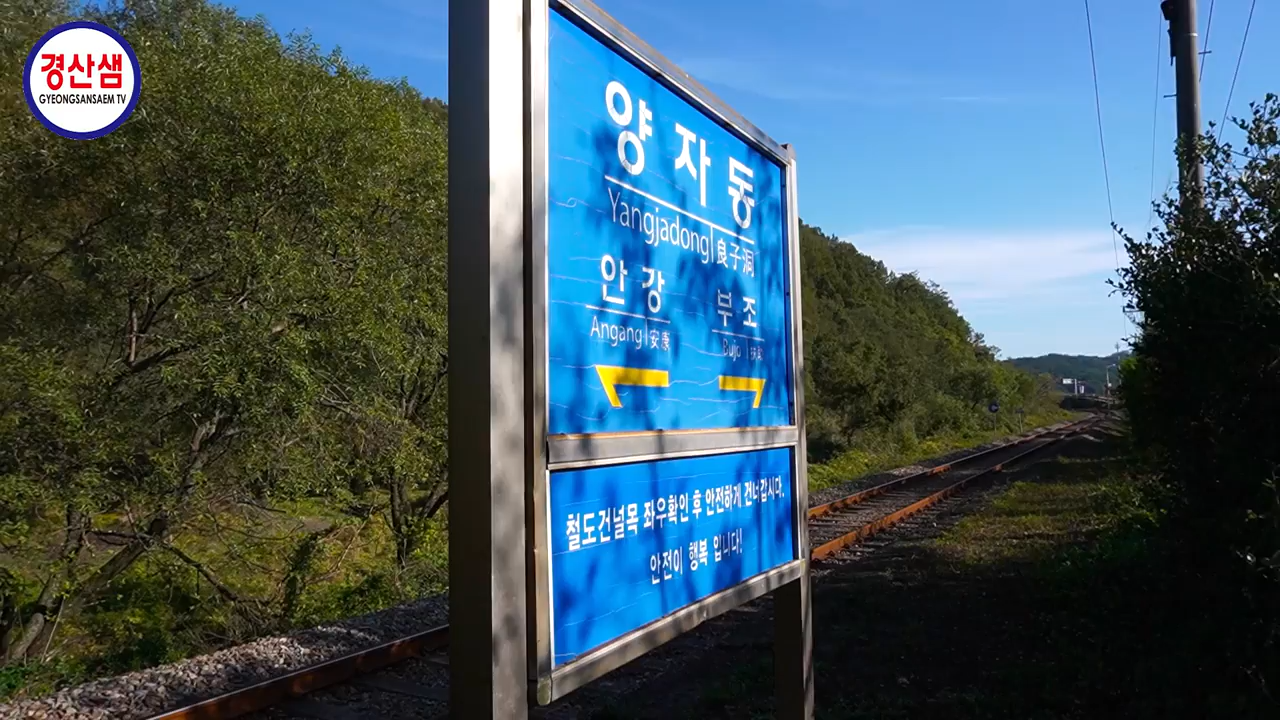 경산샘
GYEONGSANSAEM TV
양자동
Yangjadong 良子洞
안강 부조
Angang 安康 Bujo 扶助
철도건널목 좌우확인 후 안전하게 건너갑시다.
안전이 행복 입니다!